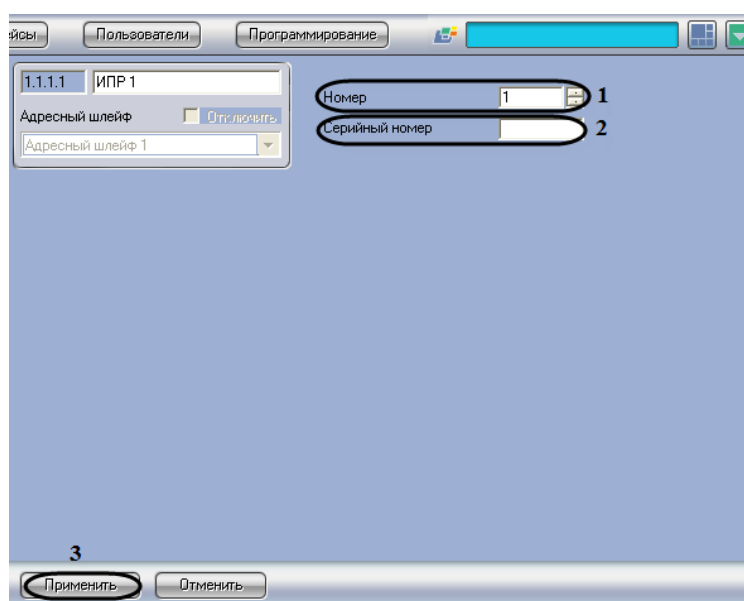 йсы Пользователи Программирование
1.1.1.1 ИПР 1
Номер 1 1
Адресный шлейф Отключить
Серийный номер 2
Адресный шлейф 1
3
Применить Отменить